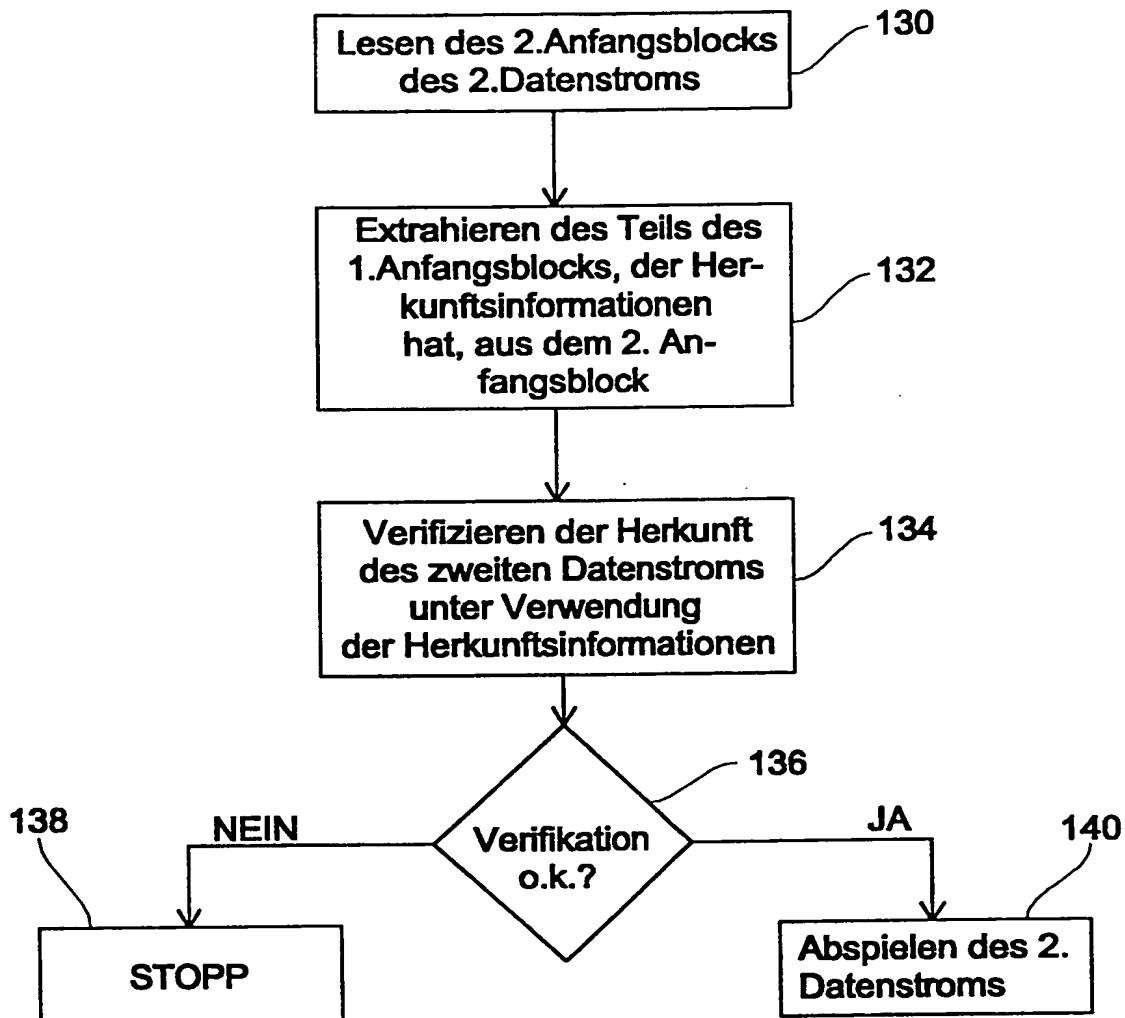 Lesen des 2.Anfangsblocks
des 2.Datenstroms
130
Extrahieren des Teils des
1.Anfangsblocks, der Her-
kunftsinformationen
hat, aus dem 2. An-
fangsblock
132
Verifizieren der Herkunft
des zweiten Datenstroms
unter Verwendung
der Herkunftsinformationen
134
Verifikation
o.k.?
136
NEIN
JA
138
STOPP
140
Abspielen des 2.
Datenstroms